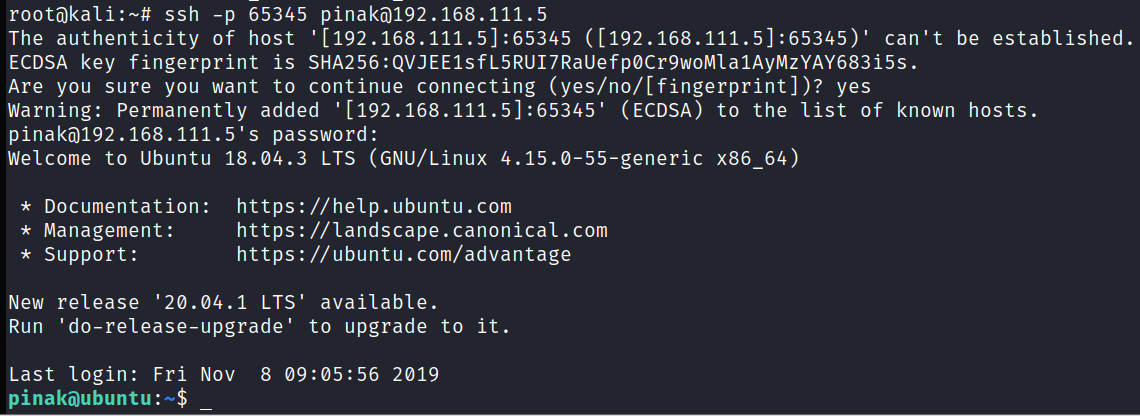 root@kali:~# ssh -p 65345 pinak@192.168.111.5
The authenticity of host '[192.168.111.5]:65345 ([192.168.111.5]:65345)' can't be established.
ECDSA key fingerprint is SHA256:QVJEE1sfL5RUI7RaUefp0Cr9woMla1AyMzYAY683i5s.
Are you sure you want to continue connecting (yes/no/[fingerprint])? yes
Warning: Permanently added '[192.168.111.5]:65345' (ECDSA) to the list of known hosts.
pinak@192.168.111.5's password:
Welcome to Ubuntu 18.04.3 LTS (GNU/Linux 4.15.0-55-generic x86_64)
* Documentation:  https://help.ubuntu.com
* Management:     https://landscape.canonical.com
* Support:        https://ubuntu.com/advantage
New release '20.04.1 LTS' available.
Run 'do-release-upgrade' to upgrade to it.
Last login: Fri Nov  8 09:05:56 2019
pinak@ubuntu:~$ _